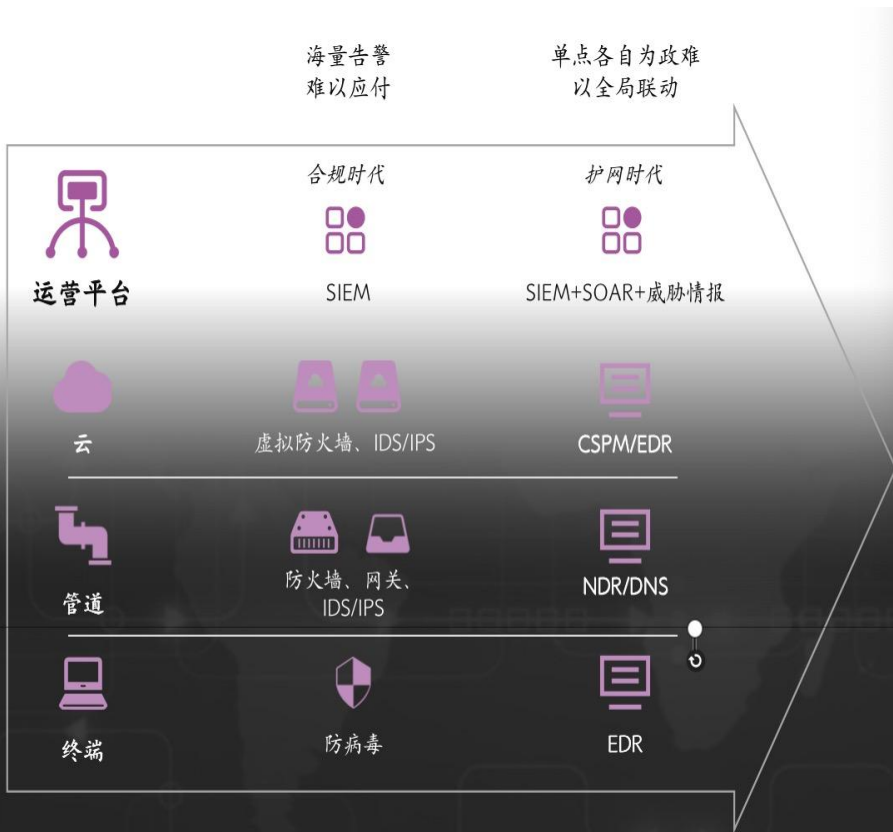 海量告警
难以应付
单点各自为政难
以全局联动
合规时代
护网时代
运营平台
SIEM
SIEM+SOAR+威胁情报
云
虚拟防火墙、IDS/IPS
CSPM/EDR
管道
防火墙、网关、
IDS/IPS
NDR/DNS
终端
防病毒
EDR